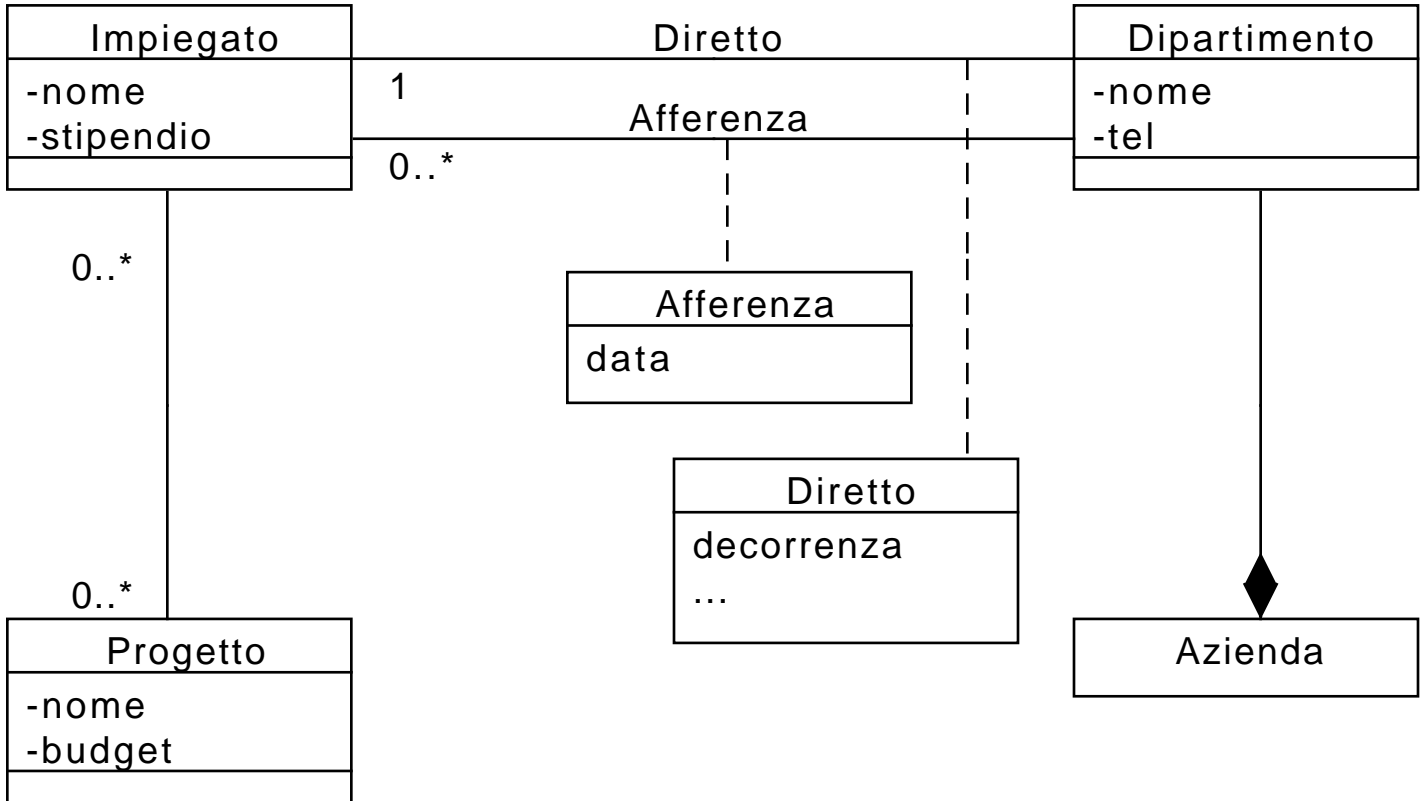 Impiegato
-nome
-stipendio
Diretto
1
Afferenza
0..*
Dipartimento
-nome
-tel
0..*
Afferenza
data
Diretto
decorrenza
...
0..*
Progetto
-nome
-budget
Azienda